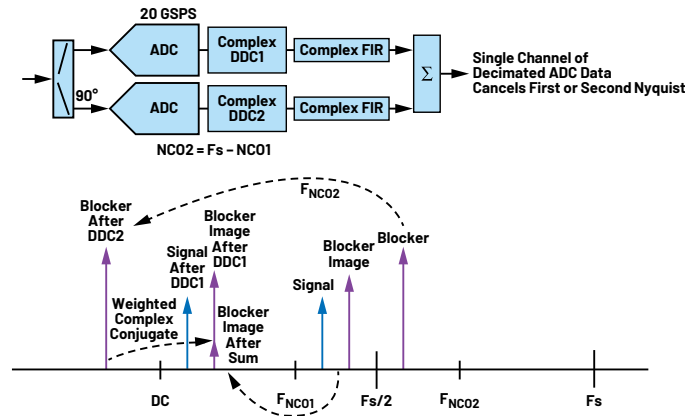 20 GSPS
ADC
Complex
DDC1
Complex FIR
90°
ADC
Complex
DDC2
Complex FIR
Σ
Single Channel of
Decimated ADC Data
Cancels First or Second Nyquist
NCO2 = Fs – NCO1
FNCO2
Blocker
After
DDC2
Signal
After
DDC1
Blocker
Image
After
DDC1
Blocker
Image
Blocker
Signal
Weighted
Complex
Conjugate
Blocker
Image
After
Sum
DC
FNCO1
Fs/2
FNCO2
Fs